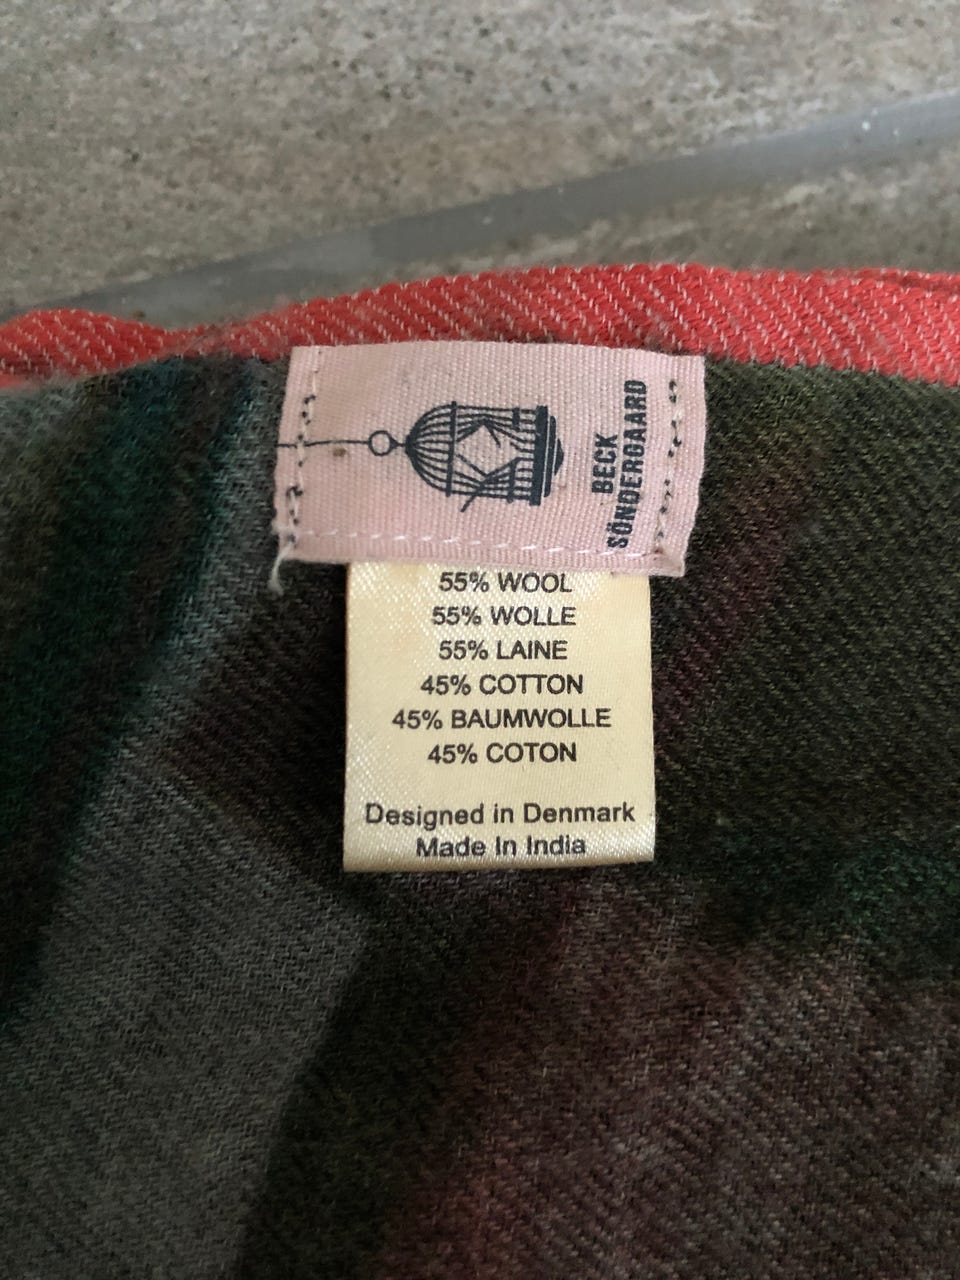 BECK
SÖNDERGAARD
55% WOOL
55% WOLLE
55% LAINE
45% COTTON
45% BAUMWOLLE
45% COTON
Designed in Denmark
Made In India